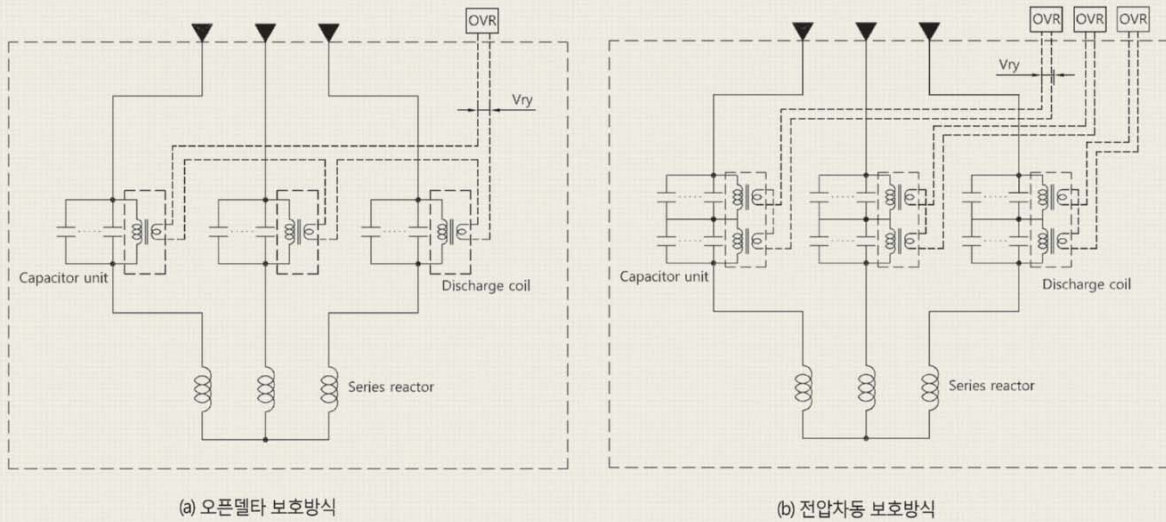 OVR
Vry
Capacitor unit
Discharge coil
Series reactor
(a) 오픈델타 보호방식
OVR OVR OVR
Vry
Capacitor unit
Discharge coil
Series reactor
(b) 전압차동 보호방식